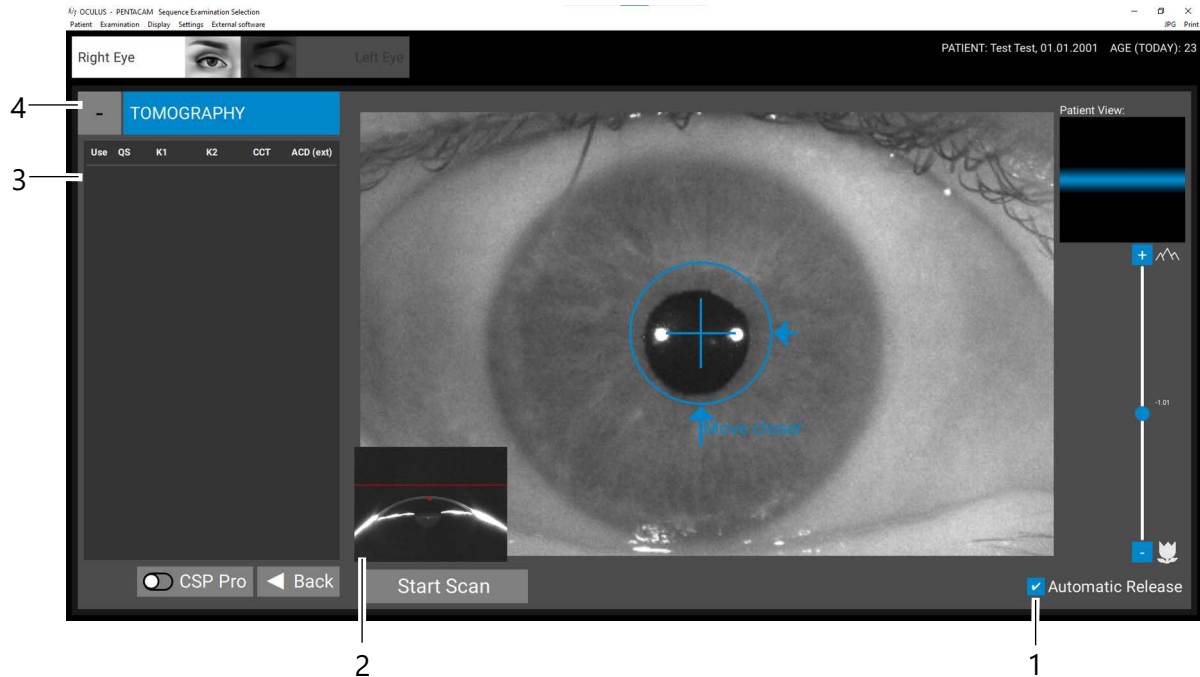 OCULUS - PENTACAM Sequence Examination Selection
Patient Examination Display Settings External software
JPG Print
Right Eye
Left Eye
PATIENT: Test Test, 01.01.2001 AGE (TODAY): 23
4
- TOMOGRAPHY
Patient View:
Use QS K1 K2 CCT ACD (ext)
3
+
-1.01
Move closer
-
CSP Pro
Back
Start Scan
Automatic Release
2
1